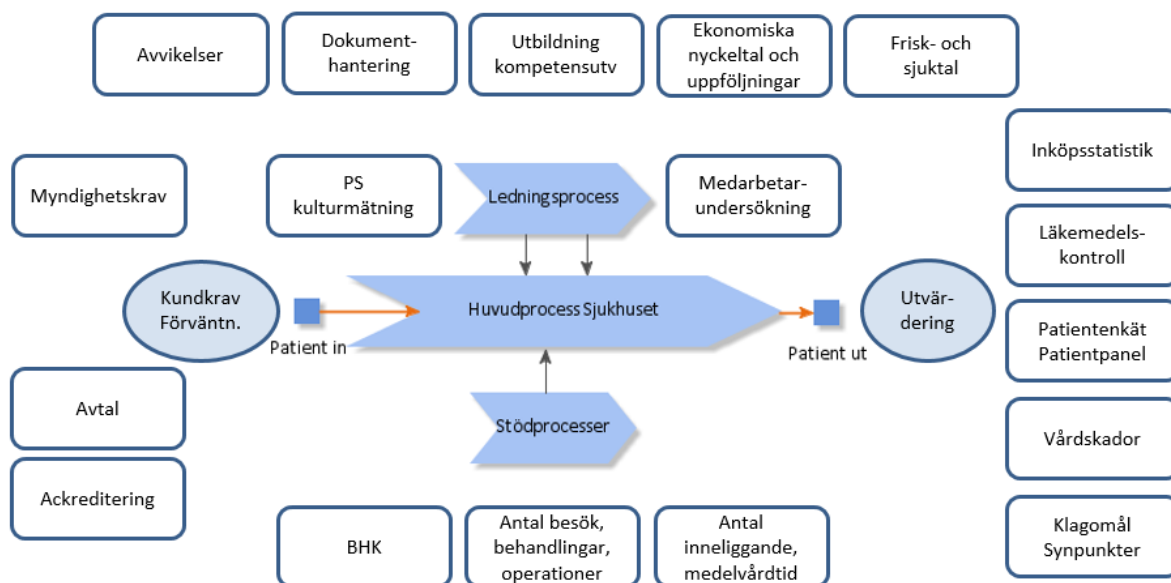 Avvikelser
Dokument-
hantering
Utbildning
kompetensutv
Ekonomiska
nyckeltal och
uppföljningar
Frisk- och
sjuktal
Inköpsstatistik
Myndighetskrav
PS
kulturmätning
Ledningsprocess
Medarbetar-
undersökning
Läkemedels-
kontroll
Kundkrav
Förväntn.
Patient in
Huvudprocess Sjukhuset
Patient ut
Utvär-
dering
Patientenkät
Patientpanel
Avtal
Stödprocesser
Vårdskador
Ackreditering
BHK
Antal besök,
behandlingar,
operationer
Antal
inneliggande,
medelvårdtid
Klagomål
Synpunkter